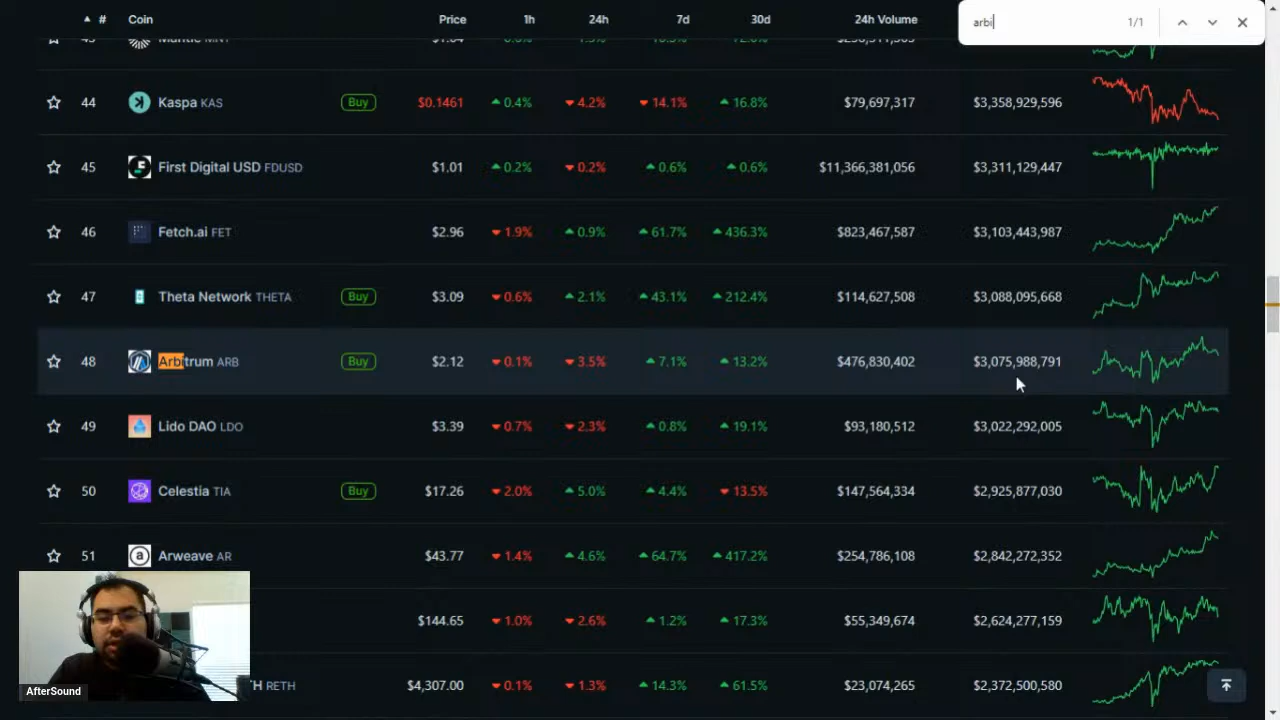 # Coin Price 1h 24h 7d 30d 24h Volume
arbi 1/1
43 Mantle MNT $1.04
44 Kaspa KAS Buy $0.1461 0.4% 4.2% 14.1% 16.8% $79,697,317 $3,358,929,596
45 First Digital USD FDUSD $1.01 0.2% 0.2% 0.6% 0.6% $11,366,381,056 $3,311,129,447
46 Fetch.ai FET $2.96 1.9% 0.9% 61.7% 436.3% $823,467,587 $3,103,443,987
47 Theta Network THETA Buy $3.09 0.6% 2.1% 43.1% 212.4% $114,627,508 $3,088,095,668
48 Arbitrum ARB Buy $2.12 0.1% 3.5% 7.1% 13.2% $476,830,402 $3,075,988,791
49 Lido DAO LDO $3.39 0.7% 2.3% 0.8% 19.1% $93,180,512 $3,022,292,005
50 Celestia TIA Buy $17.26 2.0% 5.0% 4.4% 13.5% $147,564,334 $2,925,877,030
51 Arweave AR $43.77 1.4% 4.6% 64.7% 417.2% $254,786,108 $2,842,272,352
$144.65 1.0% 2.6% 1.2% 17.3% $55,349,674 $2,624,277,159
TH RETH $4,307.00 0.1% 1.3% 14.3% 61.5% $23,074,265 $2,372,500,580
AfterSound